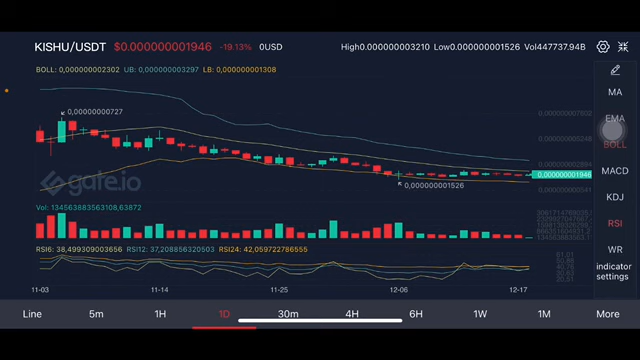 KISHU/USDT $0.000000001946 -19.13% 0USD High0.000000003210 Low0.000000001526 Vol447737.94B
BOLL: 0,000000002302 UB: 0,000000003297 LB: 0,000000001308
MA
0,00000000727
EMA
BOLL
0,000000001946
MACD
gate.io
0,000000001526
KDJ
Vol: 134563883563108,63872
RSI
RSI6: 38,499309003656 RSI12: 37,208856320503 RSI24: 42,059722786555
WR
indicator
settings
11-03 11-14 11-25 12-06 12-17
Line 5m 1H 1D 30m 4H 6H 1W 1M More